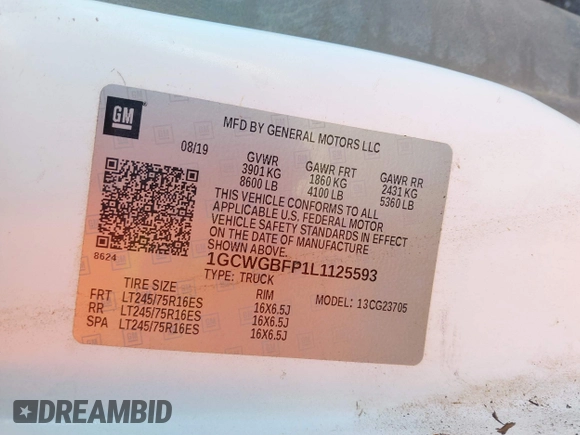 GM
MFD BY GENERAL MOTORS LLC
08/19
GVWR GAWR FRT GAWR RR
3901 KG 1860 KG 2431 KG
8600 LB 4100 LB 5360 LB
THIS VEHICLE CONFORMS TO ALL
APPLICABLE U.S. FEDERAL MOTOR
VEHICLE SAFETY STANDARDS IN EFFECT
ON THE DATE OF MANUFACTURE
SHOWN ABOVE.
8624
1GCWGBFP1L1125593
TYPE: TRUCK
TIRE SIZE RIM MODEL: 13CG23705
FRT LT245/75R16ES 16X6.5J
RR LT245/75R16ES 16X6.5J
SPA LT245/75R16ES 16X6.5J
DREAMBID